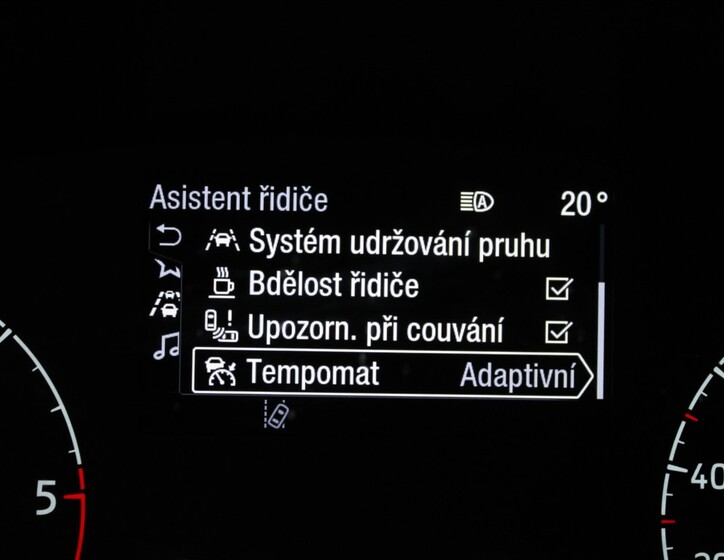 Asistent řidiče A 20°
Systém udržování pruhu
Bdělost řidiče
Upozorn. při couvání
Tempomat Adaptivní
5
40